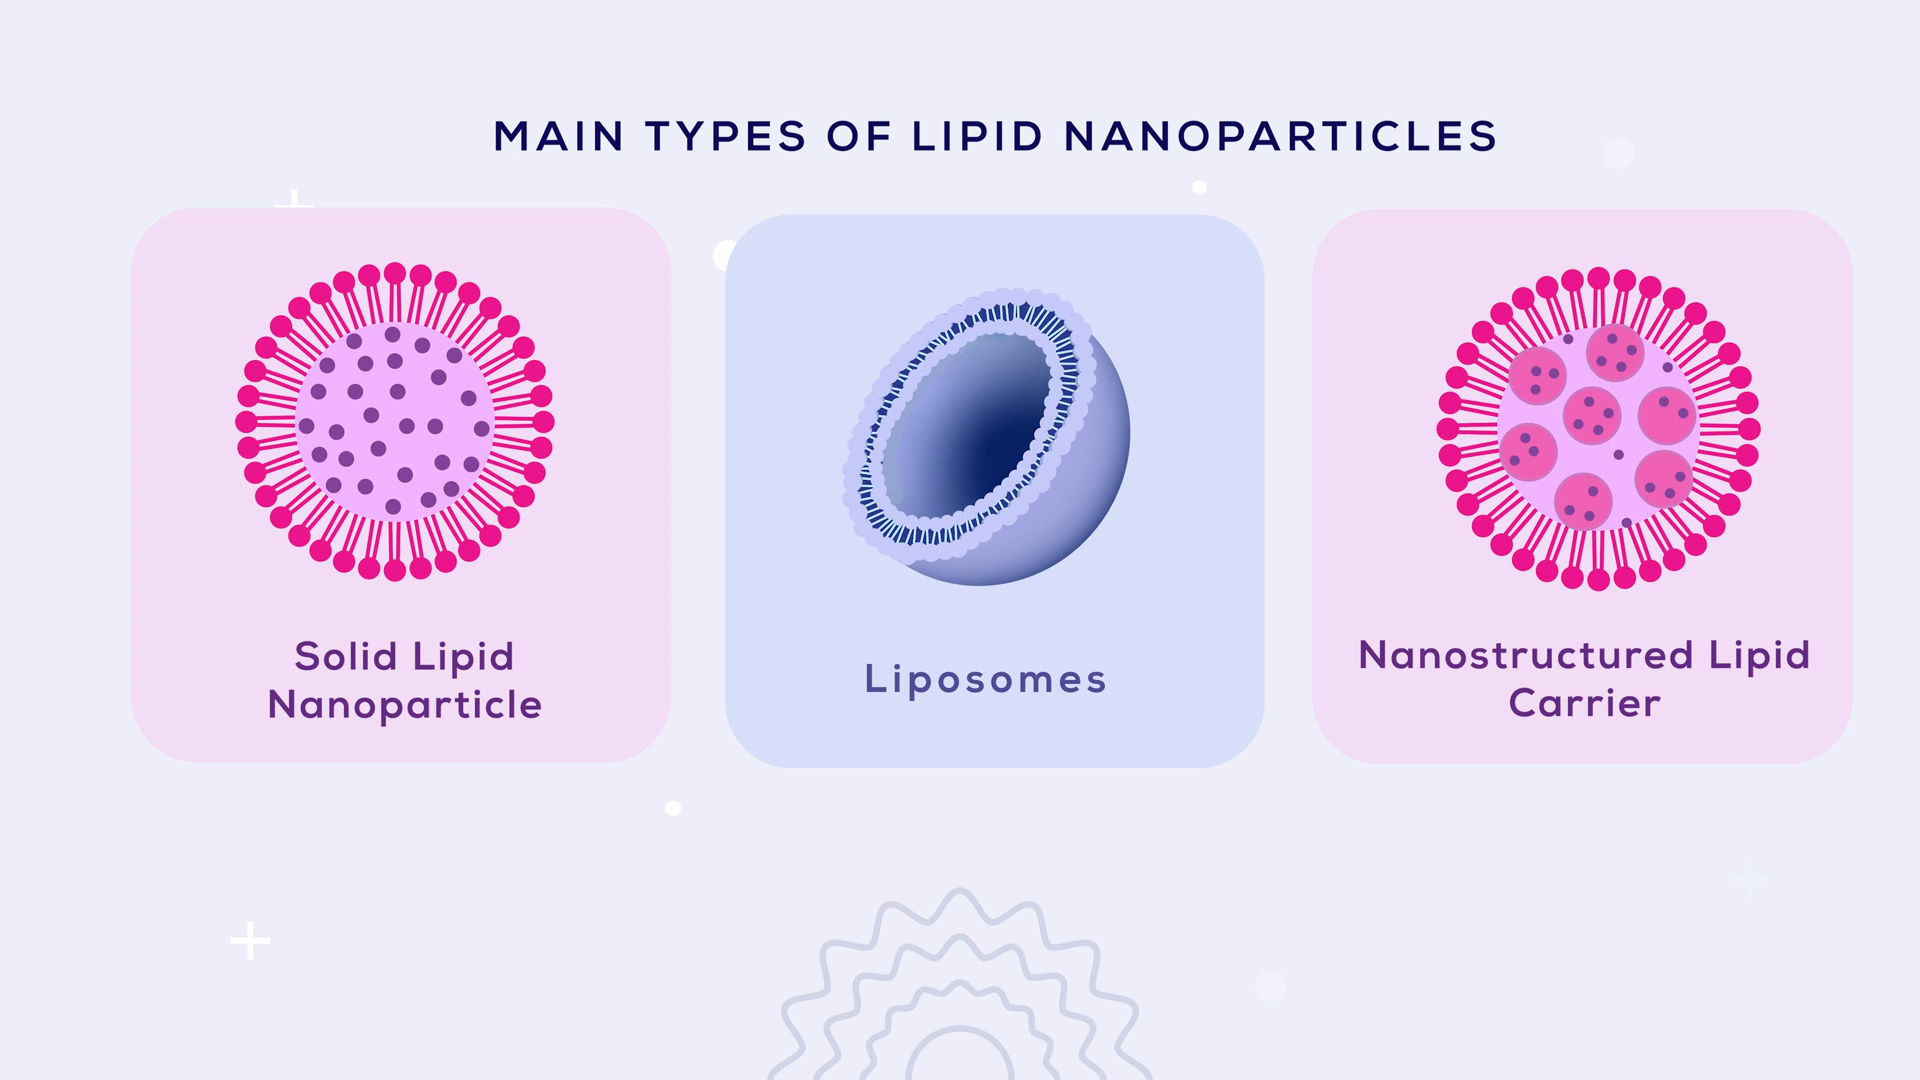 MAIN TYPES OF LIPID NANOPARTICLES
Solid Lipid
Nanoparticle
Liposomes
Nanostructured Lipid
Carrier